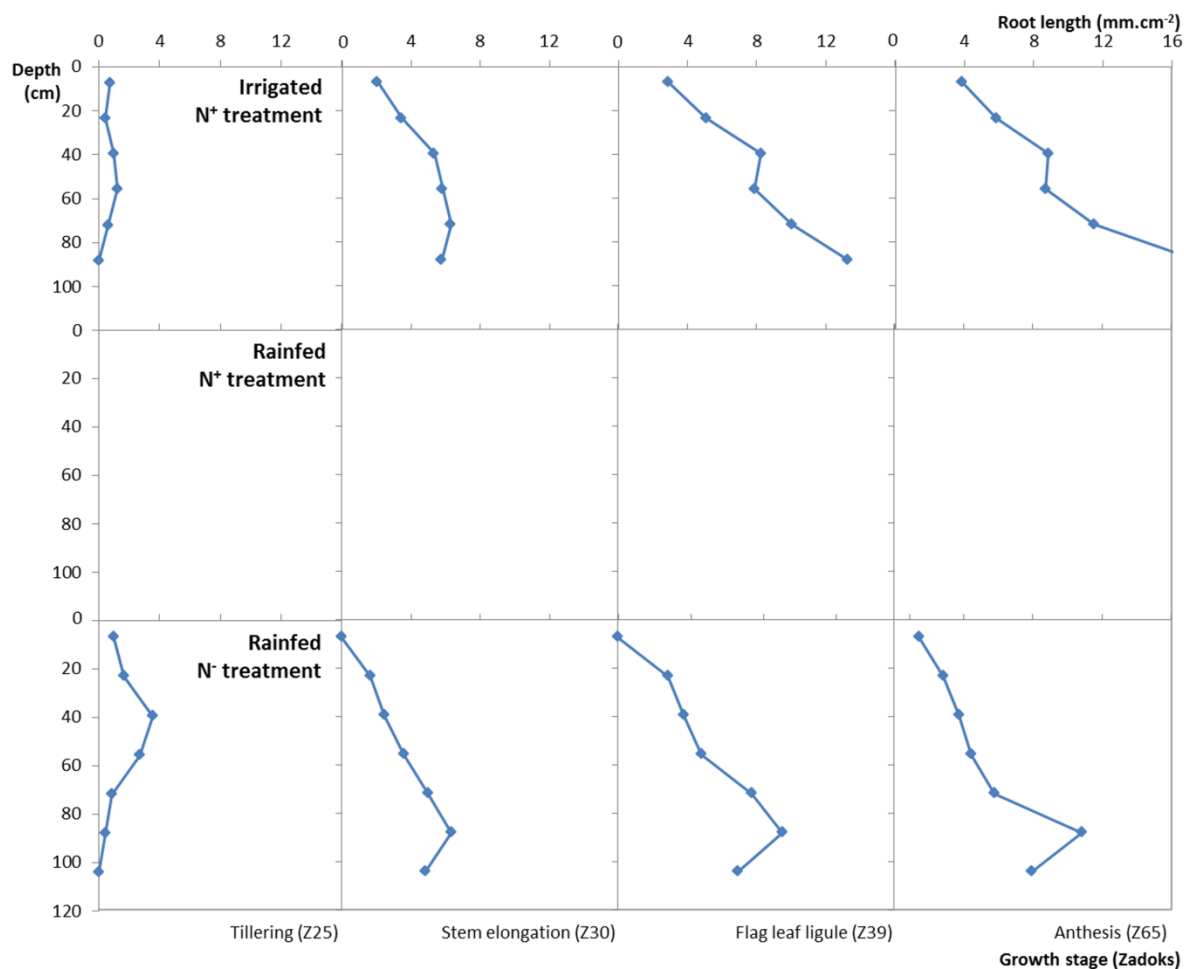 Root length (mm.cm⁻²)
0 4 8 12 0 4 8 12 0 4 8 12 0 4 8 12 16
Depth
(cm)
0
20
40
60
80
100
Irrigated
N⁺ treatment
0
20
40
60
80
100
Rainfed
N⁺ treatment
0
20
40
60
80
100
120
Rainfed
N⁻ treatment
Tillering (Z25) Stem elongation (Z30) Flag leaf ligule (Z39) Anthesis (Z65)
Growth stage (Zadoks)